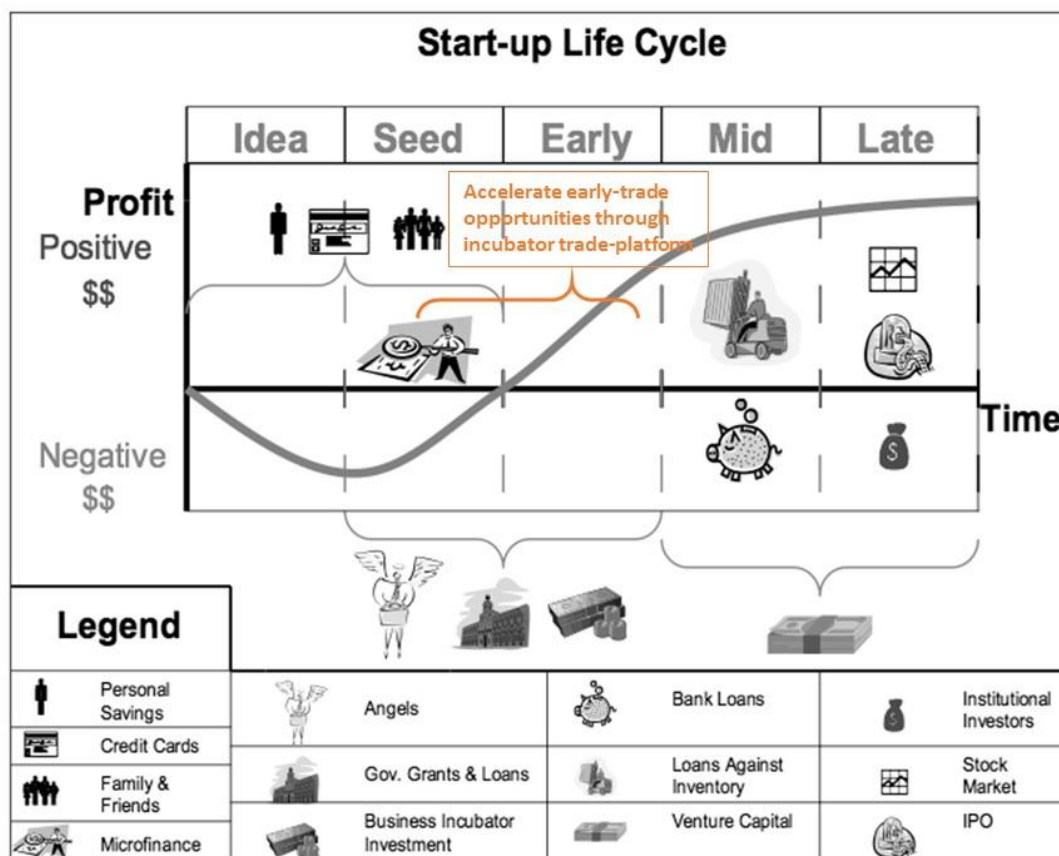 Start-up Life Cycle
Idea
Seed
Early
Mid
Late
Profit
Positive
$$
Accelerate early-trade
opportunities through
incubator trade-platform
Time
Negative
$$
$
Legend
Personal
Savings
Credit Cards
Family &
Friends
Microfinance
Angels
Gov. Grants & Loans
Business Incubator
Investment
Bank Loans
Loans Against
Inventory
Venture Capital
$
Institutional
Investors
Stock
Market
IPO